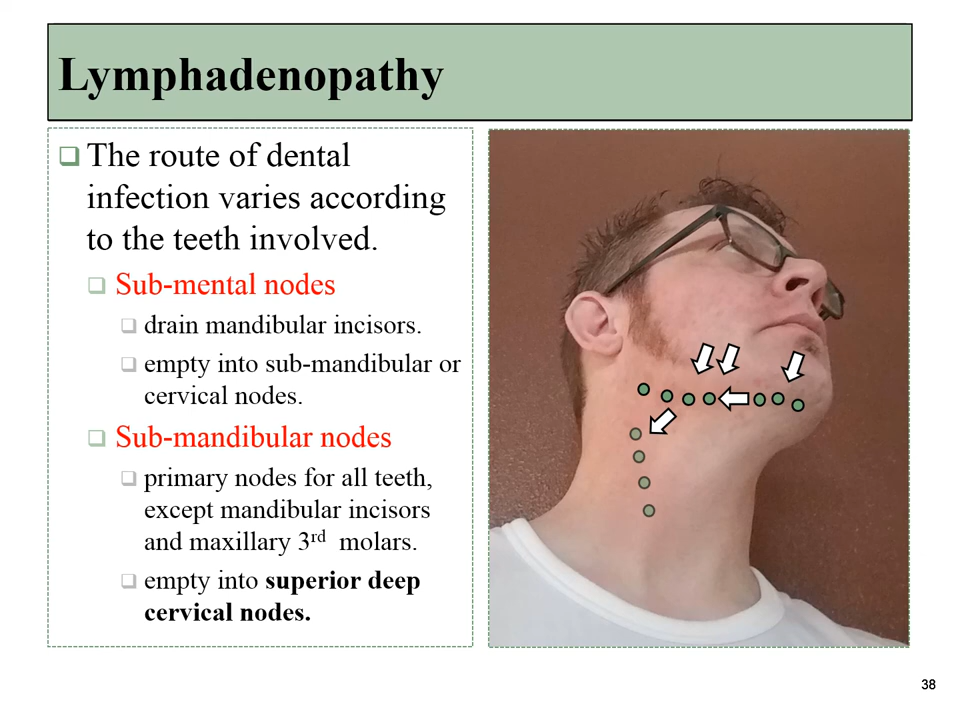 Lymphadenopathy
The route of dental
infection varies according
to the teeth involved.
Sub-mental nodes
drain mandibular incisors.
empty into sub-mandibular or
cervical nodes.
Sub-mandibular nodes
primary nodes for all teeth,
except mandibular incisors
and maxillary 3rd molars.
empty into superior deep
cervical nodes.
38